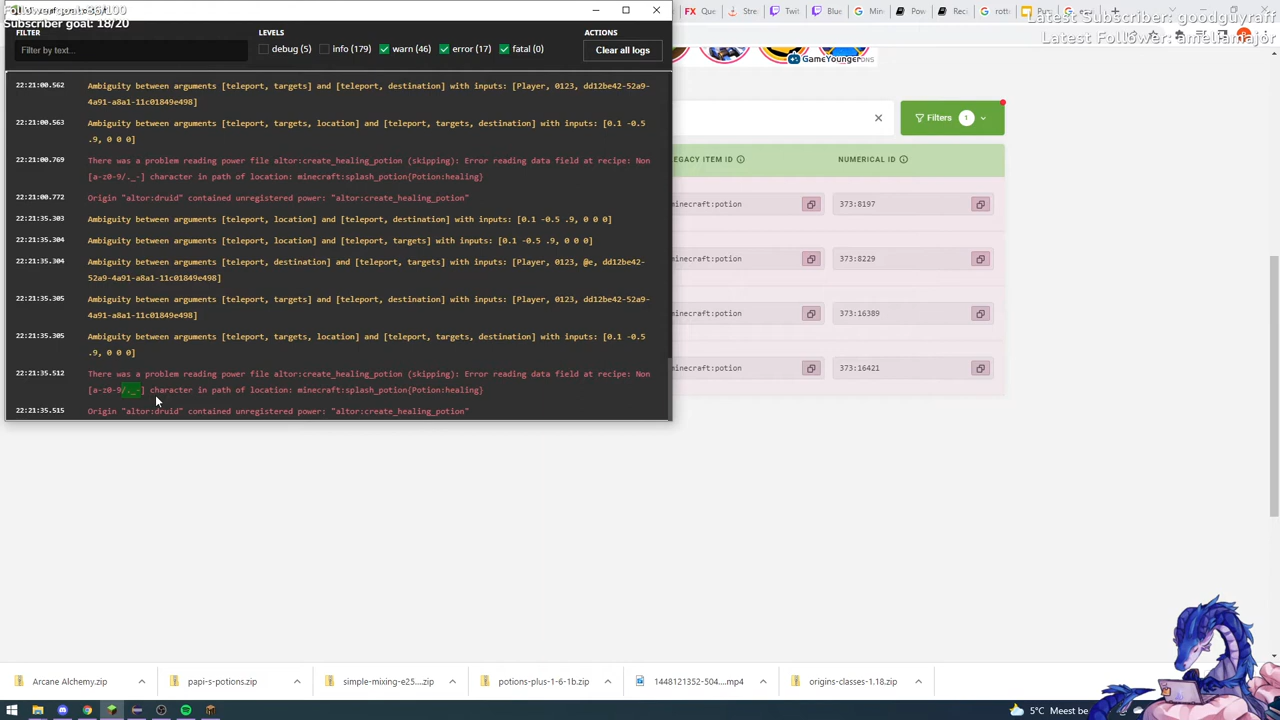 Subscriber goal: 18/20
FX
Que
Stre
Twit
Twit
Blue
Min
Pow
Rec
rott
Pun
Latest Subscriber: goodguyraff
Latest Follower: ameliamajor
FILTER
LEVELS
ACTIONS
Filter by text...
debug (5)
info (179)
warn (46)
error (17)
fatal (0)
Clear all logs
GameYoungerons
22:21:00.562 Ambiguity between arguments [teleport, targets] and [teleport, destination] with inputs: [Player, 0123, dd12be42-52a9-
4a91-a8a1-11c01849e498]
22:21:00.563 Ambiguity between arguments [teleport, targets, location] and [teleport, targets, destination] with inputs: [0.1 -0.5
.9, 0 0 0]
22:21:00.769 There was a problem reading power file altor:create_healing_potion (skipping): Error reading data field at recipe: Non
[a-z0-9/._-] character in path of location: minecraft:splash_potion{Potion:healing}
22:21:00.772 Origin "altor:druid" contained unregistered power: "altor:create_healing_potion"
22:21:35.303 Ambiguity between arguments [teleport, location] and [teleport, destination] with inputs: [0.1 -0.5 .9, 0 0 0]
22:21:35.304 Ambiguity between arguments [teleport, location] and [teleport, targets] with inputs: [0.1 -0.5 .9, 0 0 0]
22:21:35.304 Ambiguity between arguments [teleport, destination] and [teleport, targets] with inputs: [Player, 0123, @e, dd12be42-
52a9-4a91-a8a1-11c01849e498]
22:21:35.305 Ambiguity between arguments [teleport, targets] and [teleport, destination] with inputs: [Player, 0123, dd12be42-52a9-
4a91-a8a1-11c01849e498]
22:21:35.305 Ambiguity between arguments [teleport, targets, location] and [teleport, targets, destination] with inputs: [0.1 -0.5
.9, 0 0 0]
22:21:35.512 There was a problem reading power file altor:create_healing_potion (skipping): Error reading data field at recipe: Non
[a-z0-9/._-] character in path of location: minecraft:splash_potion{Potion:healing}
22:21:35.515 Origin "altor:druid" contained unregistered power: "altor:create_healing_potion"
Filters 1
EGACY ITEM ID
NUMERICAL ID
minecraft:potion 373:8197
minecraft:potion 373:8229
minecraft:potion 373:16389
minecraft:potion 373:16421
Arcane Alchemy.zip
papi-s-potions.zip
simple-mixing-e25....zip
potions-plus-1-6-1b.zip
1448121352-504....mp4
origins-classes-1.18.zip
5°C Meest be